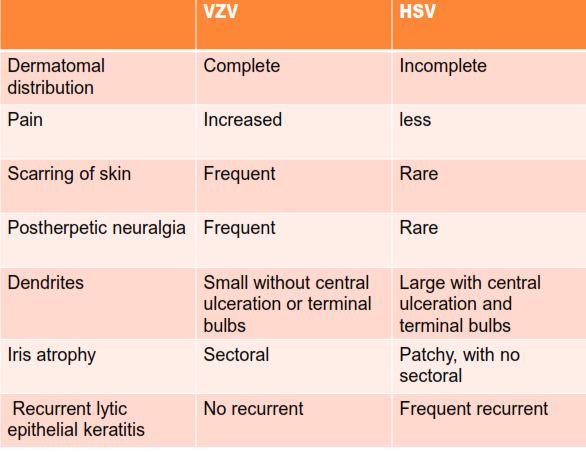 VZV HSV
Dermatomal distribution Complete Incomplete
Pain Increased less
Scarring of skin Frequent Rare
Postherpetic neuralgia Frequent Rare
Dendrites Small without central ulceration or terminal bulbs Large with central ulceration and terminal bulbs
Iris atrophy Sectoral Patchy, with no sectoral
Recurrent lytic epithelial keratitis No recurrent Frequent recurrent